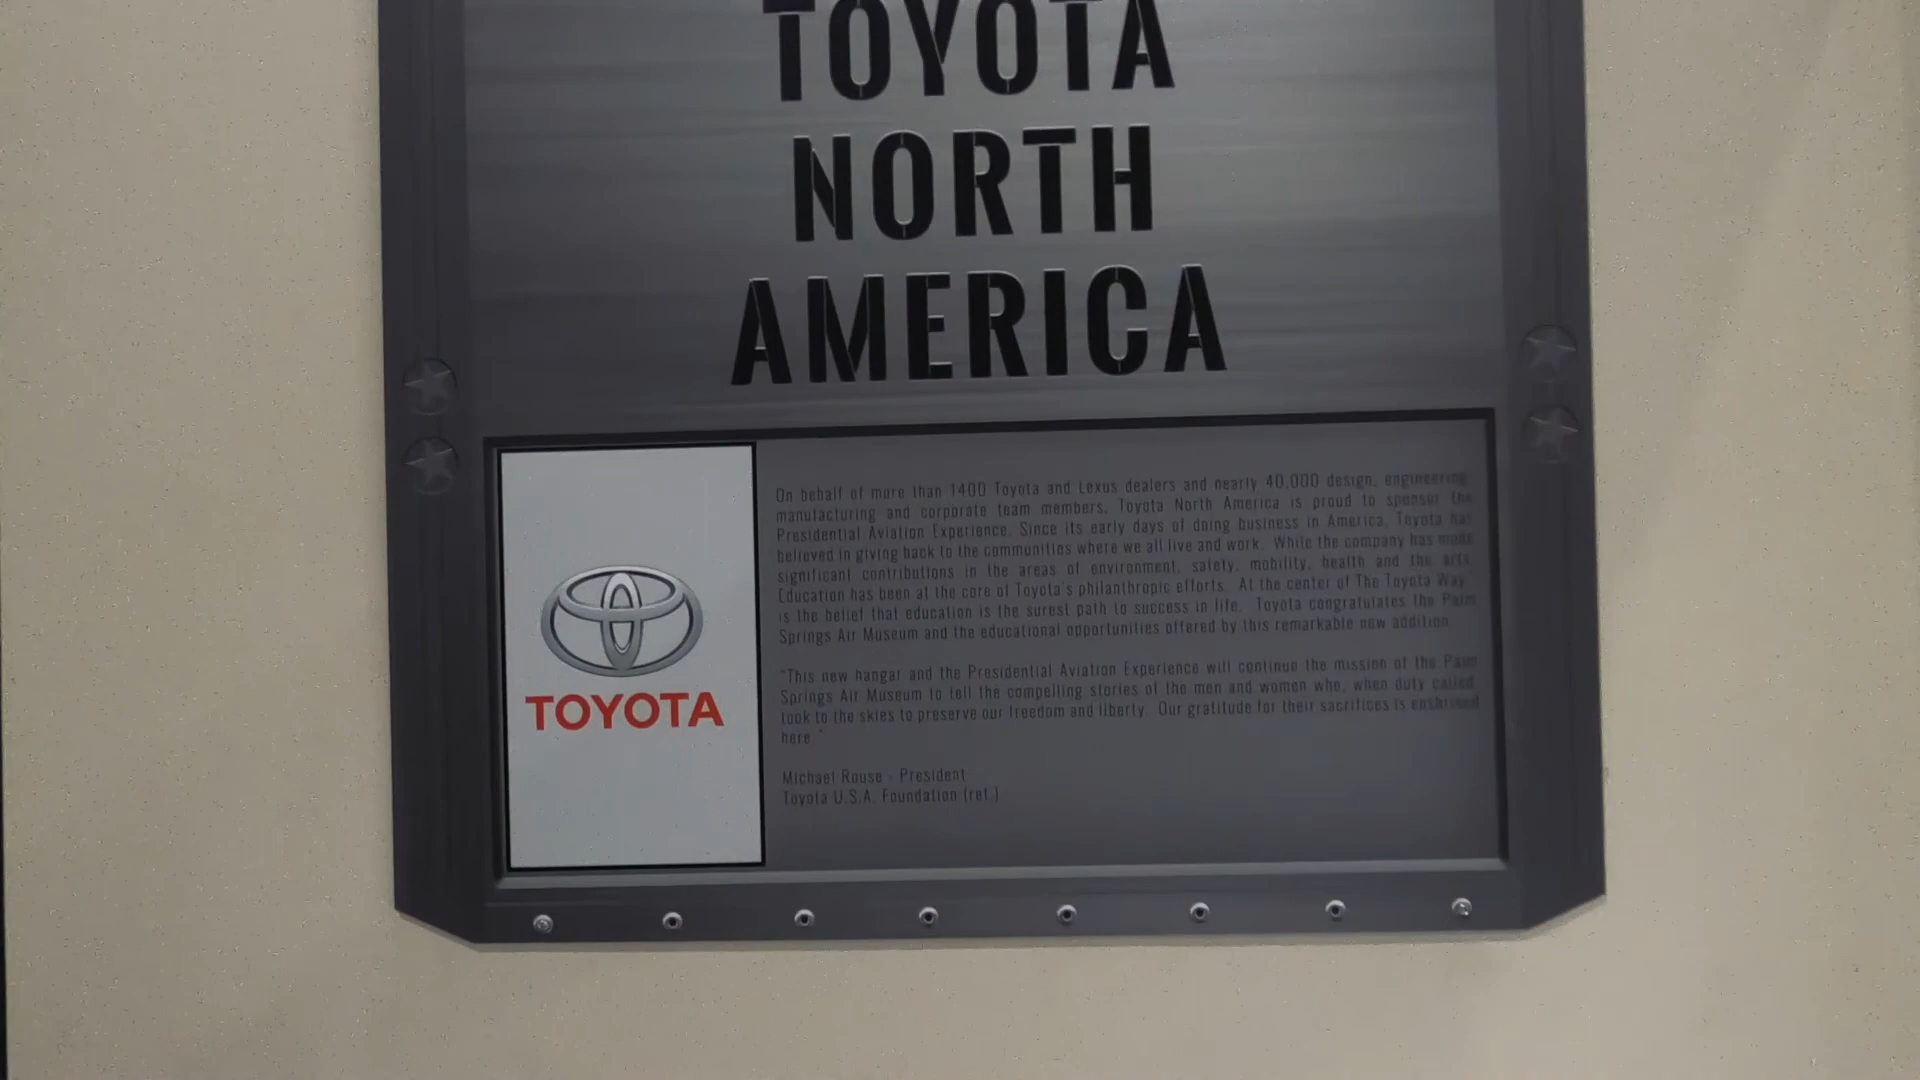 TOYOTA
NORTH
AMERICA
On behalf of more than 1400 Toyota and Lexus dealers and nearly 40,000 design, engineering,
manufacturing and corporate team members, Toyota North America is proud to sponsor the
Presidential Aviation Experience. Since its early days of doing business in America, Toyota has
believed in giving back to the communities where we all live and work. While the company has made
significant contributions in the areas of environment, safety, mobility, health and the arts,
Education has been at the core of Toyota's philanthropic efforts. At the center of The Toyota Way,
is the belief that education is the surest path to success in life. Toyota congratulates the Palm
Springs Air Museum and the educational opportunities offered by this remarkable new addition.
"This new hangar and the Presidential Aviation Experience will continue the mission of the Palm
Springs Air Museum to tell the compelling stories of the men and women who, when duty called,
took to the skies to preserve our freedom and liberty. Our gratitude for their sacrifices is enshrined
here."
Michael Rouse - President
Toyota U.S.A. Foundation (ret.)
TOYOTA